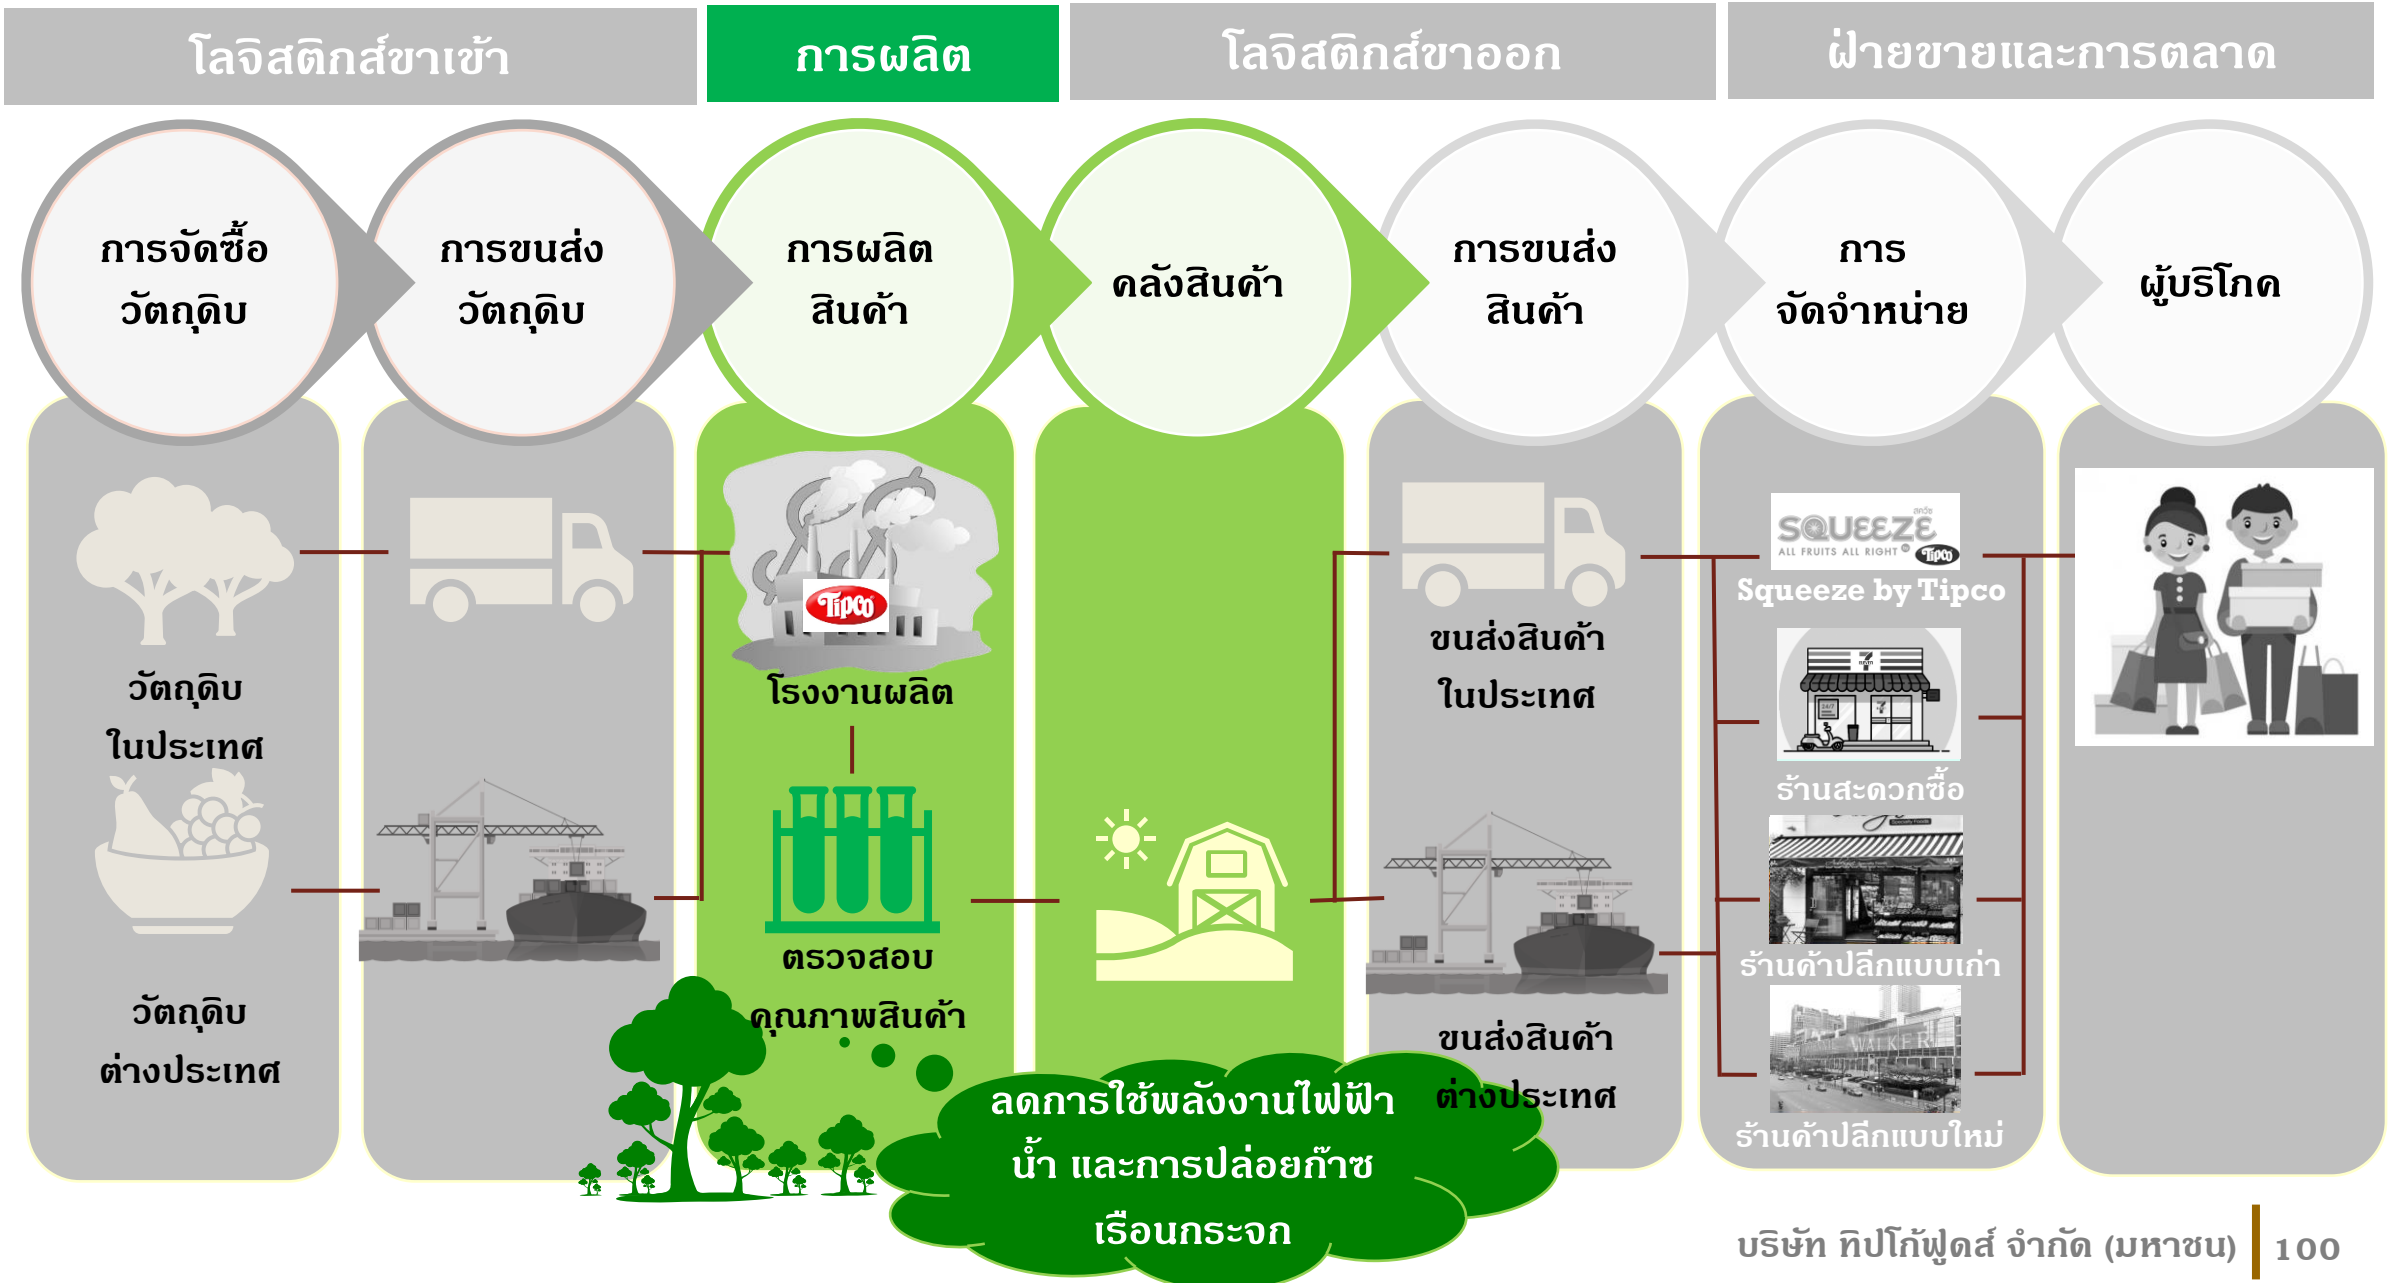 โลจิสติกส์ขาเข้า
การผลิต
โลจิสติกส์ขาออก
ฝ่ายขายและการตลาด
การจัดซื้อ
วัตถุดิบ
การขนส่ง
วัตถุดิบ
การผลิต
สินค้า
คลังสินค้า
การขนส่ง
สินค้า
การ
จัดจำหน่าย
ผู้บริโภค
วัตถุดิบ
ในประเทศ
วัตถุดิบ
ต่างประเทศ
Tipco
โรงงานผลิต
ตรวจสอบ
คุณภาพสินค้า
ลดการใช้พลังงานไฟฟ้า
น้ำ และการปล่อยก๊าซ
เรือนกระจก
ขนส่งสินค้า
ในประเทศ
ขนส่งสินค้า
ต่างประเทศ
สควีซ
SQUEEZE
ALL FRUITS ALL RIGHT by Tipco
Squeeze by Tipco
7 ELEVEN
24/7
ร้านสะดวกซื้อ
Specialty Foods
ร้านค้าปลีกแบบเก่า
WALKER
ร้านค้าปลีกแบบใหม่
บริษัท ทิปโก้ฟูดส์ จำกัด (มหาชน)
100